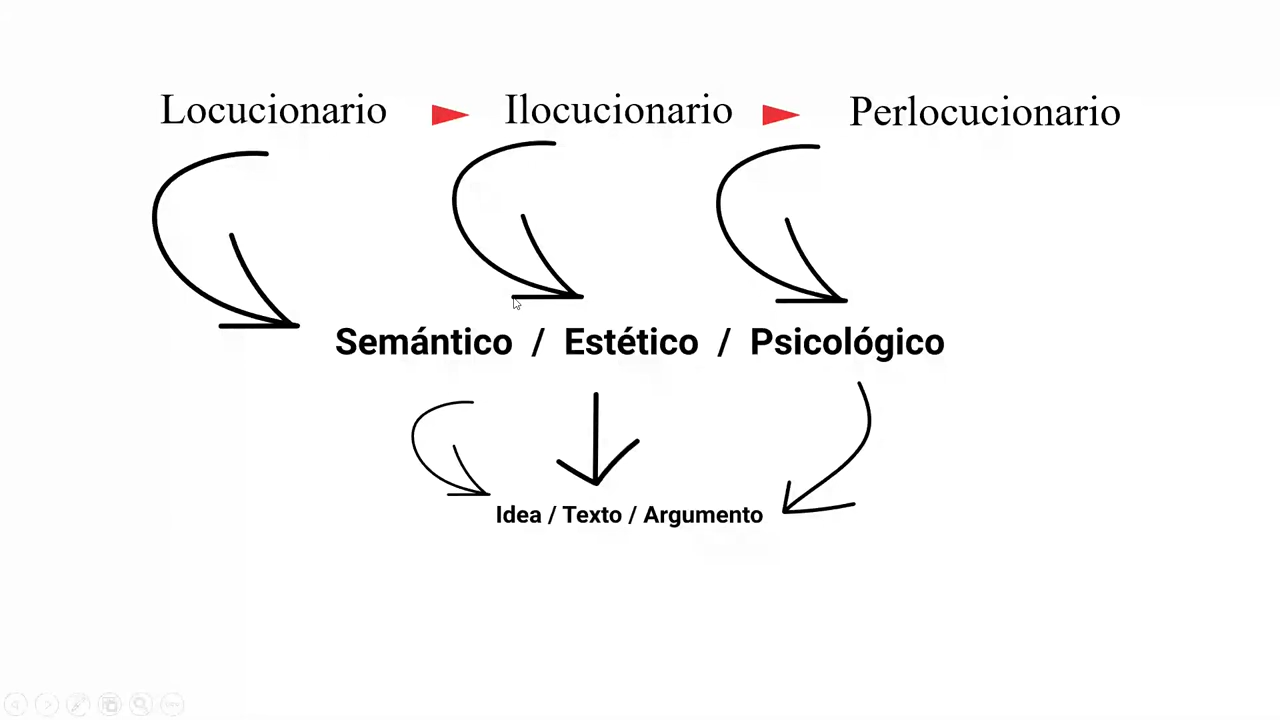 Locucionario Ilocucionario Perlocucionario
Semántico / Estético / Psicológico
Idea / Texto / Argumento